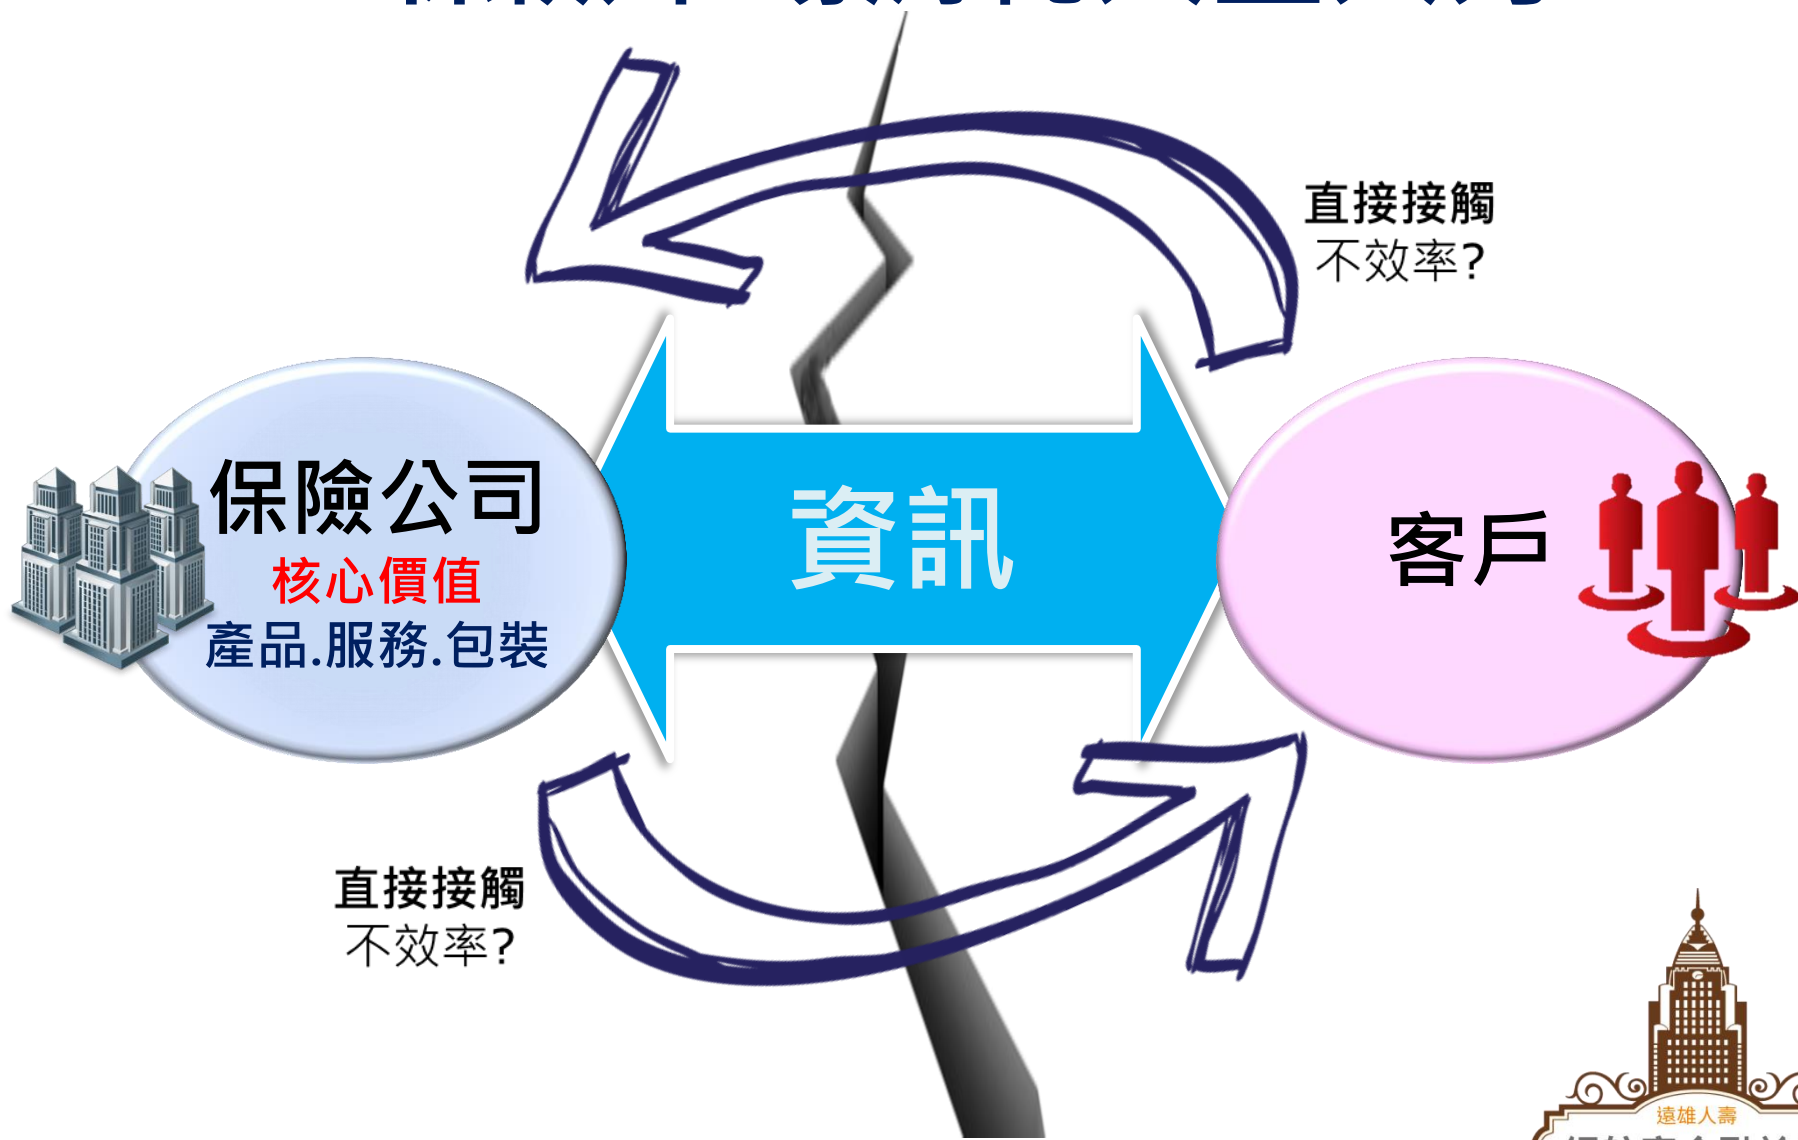 直接接觸
不效率?
保險公司
核心價值
產品.服務.包裝
資訊
客戶
直接接觸
不效率?
遠雄人壽